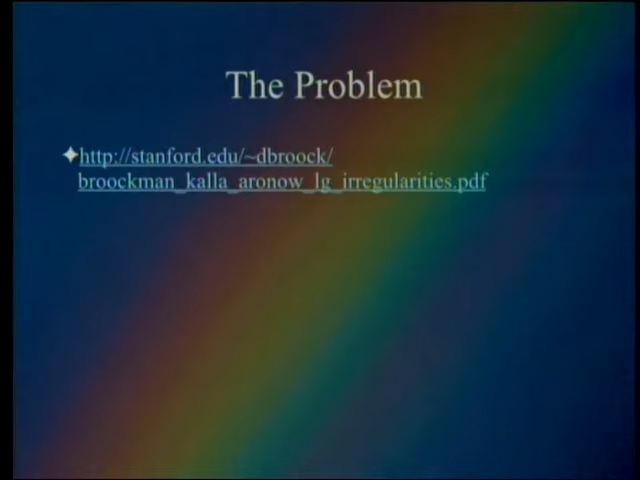 The Problem
http://stanford.edu/~dbroock/
broockman_kalla_aronow_lg_irregularities.pdf